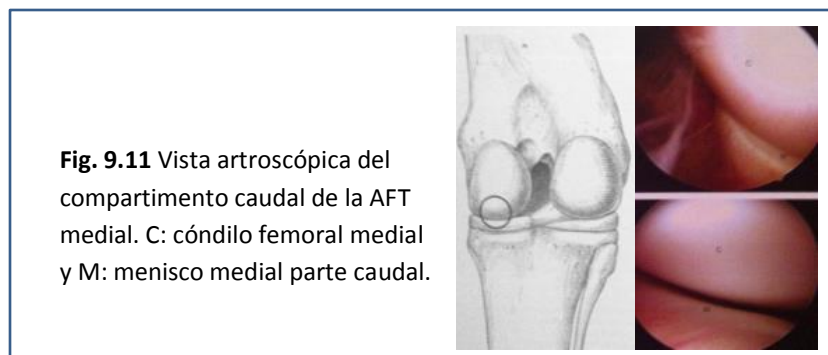 Fig. 9.11 Vista artroscópica del
compartimento caudal de la AFT
medial. C: cóndilo femoral medial
y M: menisco medial parte caudal.
C
C